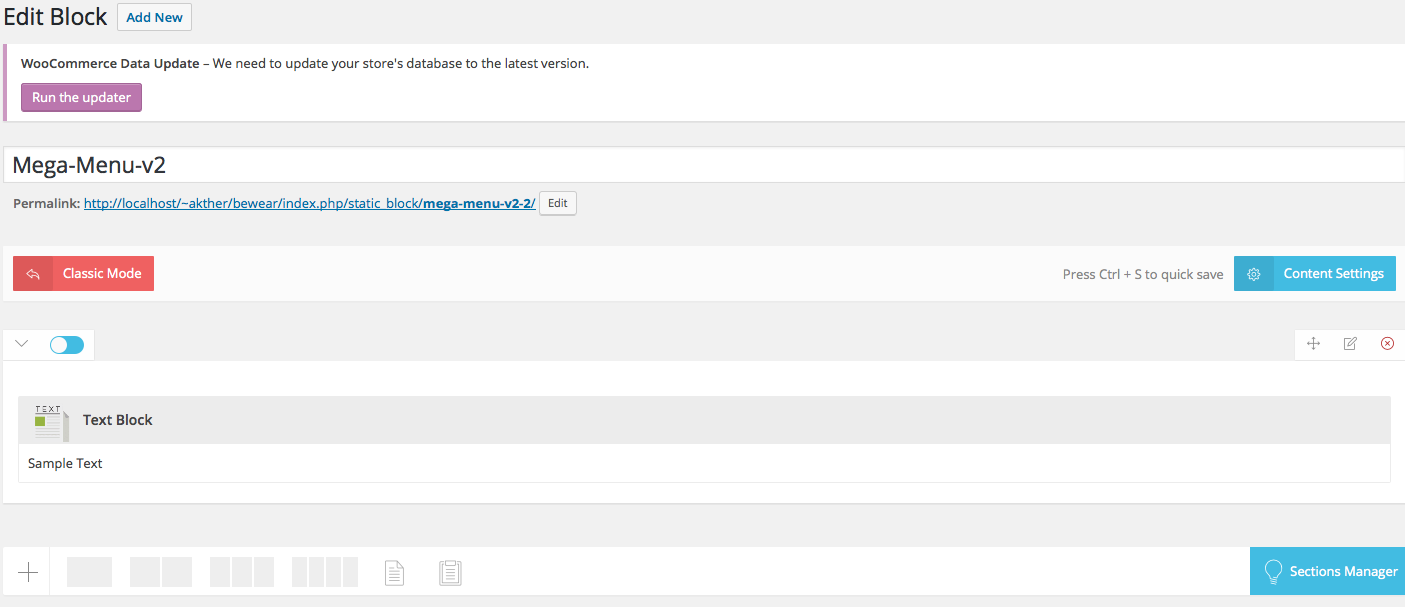 Edit Block Add New
WooCommerce Data Update – We need to update your store's database to the latest version.
Run the updater
Mega-Menu-v2
Permalink: http://localhost/~akther/bewear/index.php/static_block/mega-menu-v2-2/ Edit
Classic Mode Press Ctrl + S to quick save Content Settings
TEXT Text Block
Sample Text
Sections Manager